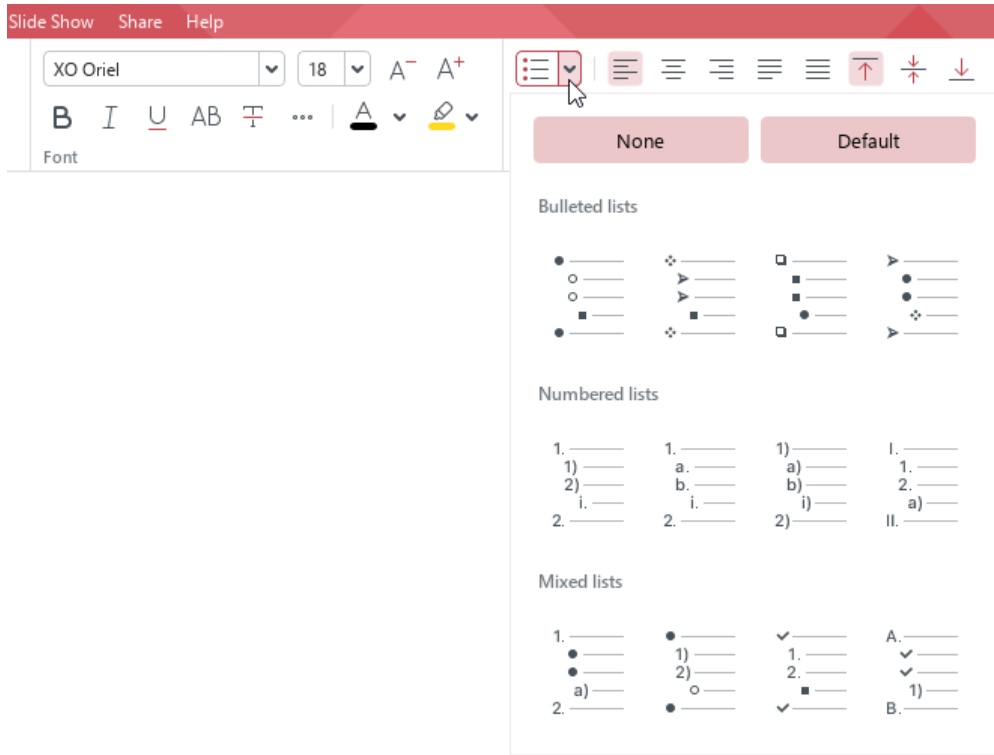 Slide Show Share Help
XO Oriel 18 A− A+
B I U AB T ... A
Font
None Default
Bulleted lists
Numbered lists
1. 1. 1) I.
1) a. a) 1.
2) b. b) 2.
i. i. i) a)
2. 2. 2) II.
Mixed lists
1. A.
1) 1.
2) 2.
a) 1)
2. B.